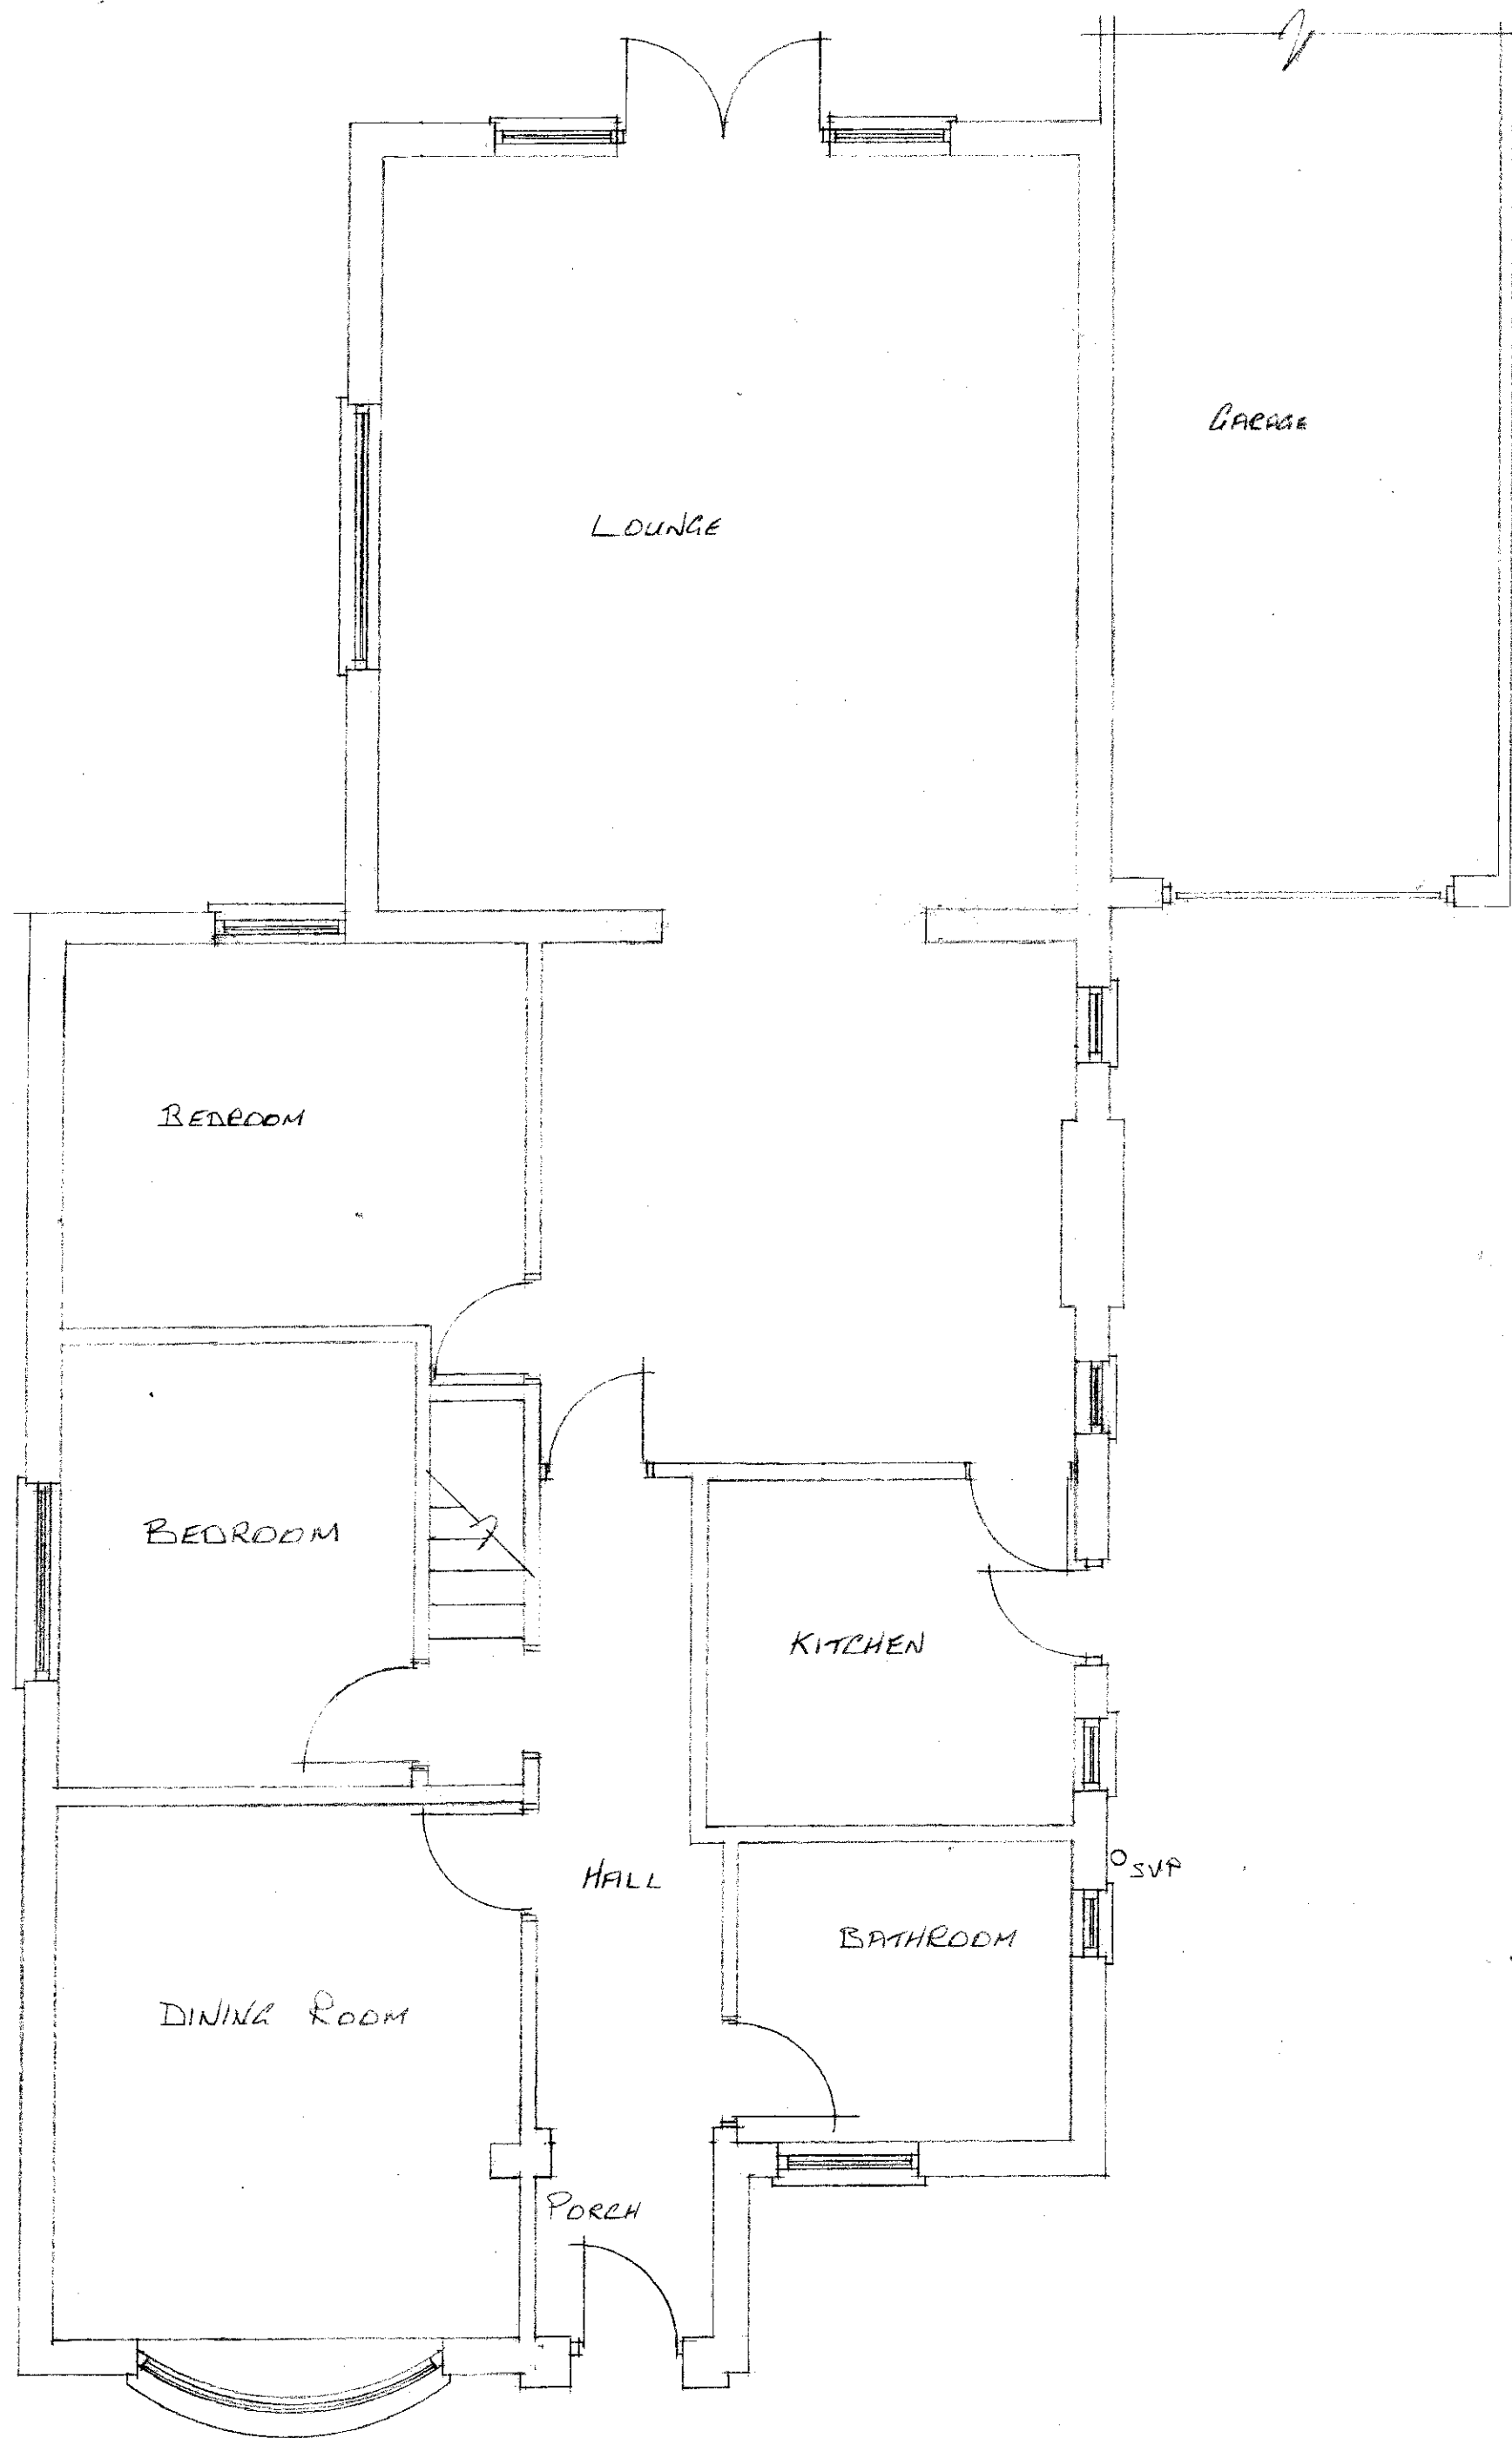 GARAGE
LOUNGE
BEDROOM
BEDROOM
KITCHEN
HALL
SVP
BATHROOM
DINING ROOM
PORCH